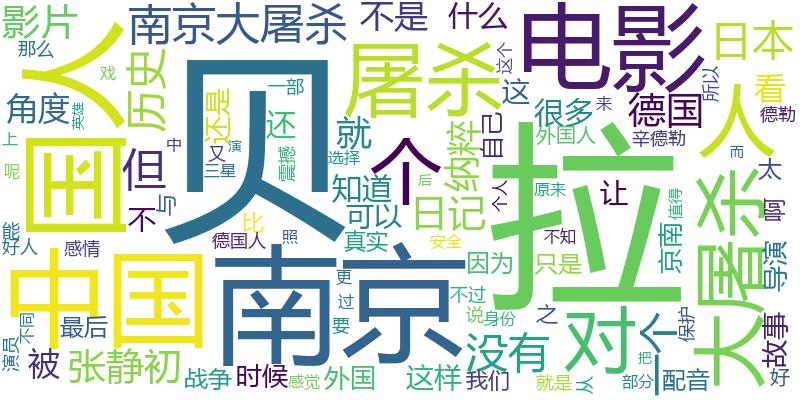 影片
南京大屠杀
不是
什么
电影
日本
那么
国人
戏
一部
屠杀
这个
所以
看
角度
英雄
历史
还是
还
就
这
很多
来
德国
人
德勒
贝
上
但
中
又
演
震撼
选择
个
纳粹
自己
外国人
辛德勒
而
呢
三星
知道
后
个人
原来
让
值得
太
大屠杀
不
与
可以
日记
拉
能
好人
感情
比
德国人
照
真实
安全
不知
京南
啊
导演
中国
南京
更
过
因为
只是
对
一个
保护
不同
演员
最后
要
不过
说
身份
之
没有
故事
被
张静初
战争
时候
感觉
外国
这样
我们
就是
从
部分
把
配音
好